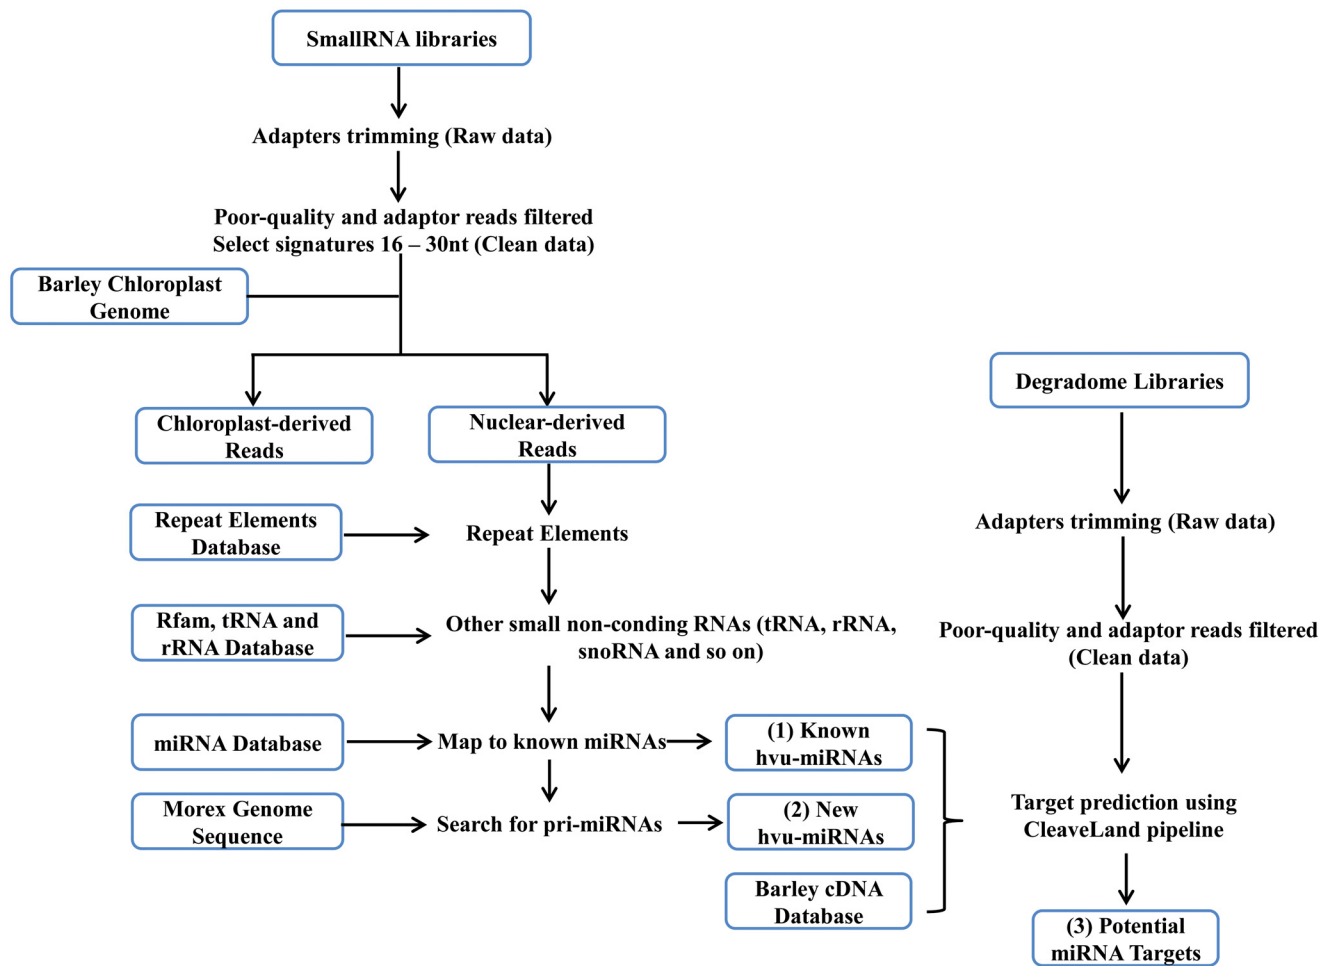 SmallRNA libraries
Adapters trimming (Raw data)
Poor-quality and adaptor reads filtered
Select signatures 16 – 30nt (Clean data)
Barley Chloroplast
Genome
Chloroplast-derived
Reads
Nuclear-derived
Reads
Repeat Elements
Database
Repeat Elements
Rfam, tRNA and
rRNA Database
Other small non-conding RNAs (tRNA, rRNA,
snoRNA and so on)
miRNA Database
Map to known miRNAs
(1) Known
hvu-miRNAs
Morex Genome
Sequence
Search for pri-miRNAs
(2) New
hvu-miRNAs
Barley cDNA
Database
Degradome Libraries
Adapters trimming (Raw data)
Poor-quality and adaptor reads filtered
(Clean data)
Target prediction using
CleaveLand pipeline
(3) Potential
miRNA Targets